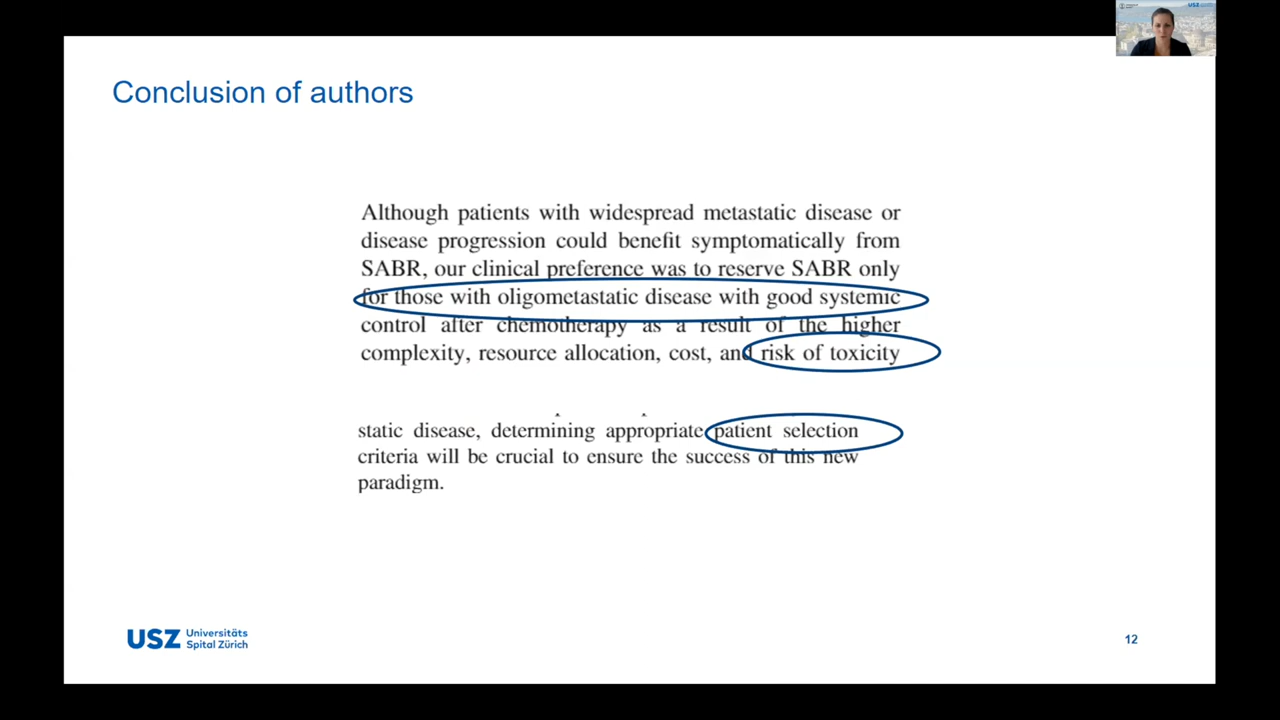 USZ
Conclusion of authors
Although patients with widespread metastatic disease or
disease progression could benefit symptomatically from
SABR, our clinical preference was to reserve SABR only
for those with oligometastatic disease with good systemic
control after chemotherapy as a result of the higher
complexity, resource allocation, cost, and risk of toxicity
static disease, determining appropriate patient selection
criteria will be crucial to ensure the success of this new
paradigm.
USZ Universitäts
Spital Zürich
12